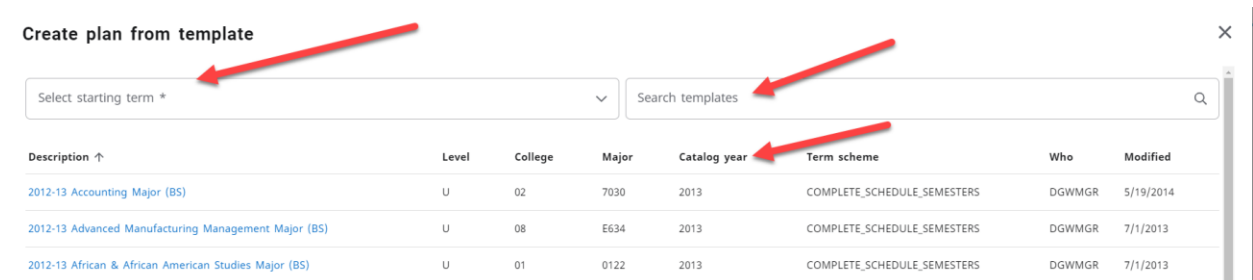 Create plan from template
Select starting term *
Search templates
Description ↑ Level College Major Catalog year Term scheme Who Modified
2012-13 Accounting Major (BS) U 02 7030 2013 COMPLETE_SCHEDULE_SEMESTERS DGWMGR 5/19/2014
2012-13 Advanced Manufacturing Management Major (BS) U 08 E634 2013 COMPLETE_SCHEDULE_SEMESTERS DGWMGR 7/1/2013
2012-13 African & African American Studies Major (BS) U 01 0122 2013 COMPLETE_SCHEDULE_SEMESTERS DGWMGR 7/1/2013